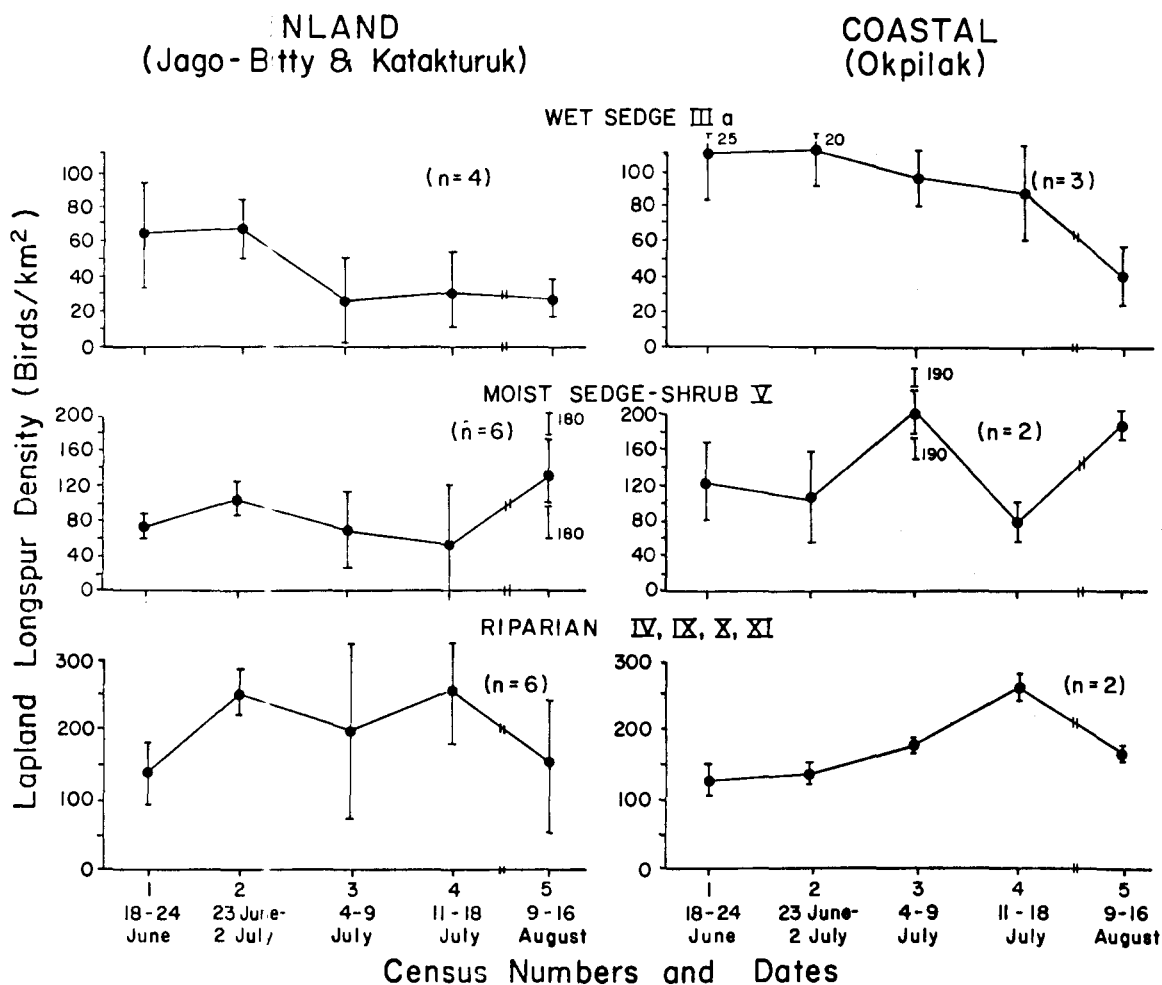 NLAND
(Jago-Bitty & Katakturuk)
COASTAL
(Okpilak)
Lapland Longspur Density (Birds/km²)
WET SEDGE III a
100
80
60
40
20
0
(n=4)
100
80
60
40
20
0
25
20
(n=3)
MOIST SEDGE-SHRUB V
200
160
120
80
40
0
(n=6)
180
180
200
160
120
80
40
0
190
190
(n=2)
RIPARIAN IV, IX, X, XI
300
200
100
0
(n=6)
300
200
100
0
(n=2)
1 2 3 4 5
18-24 23 June- 4-9 11-18 9-16
June 2 July July July August
1 2 3 4 5
18-24 23 June- 4-9 11-18 9-16
June 2 July July July August
Census Numbers and Dates